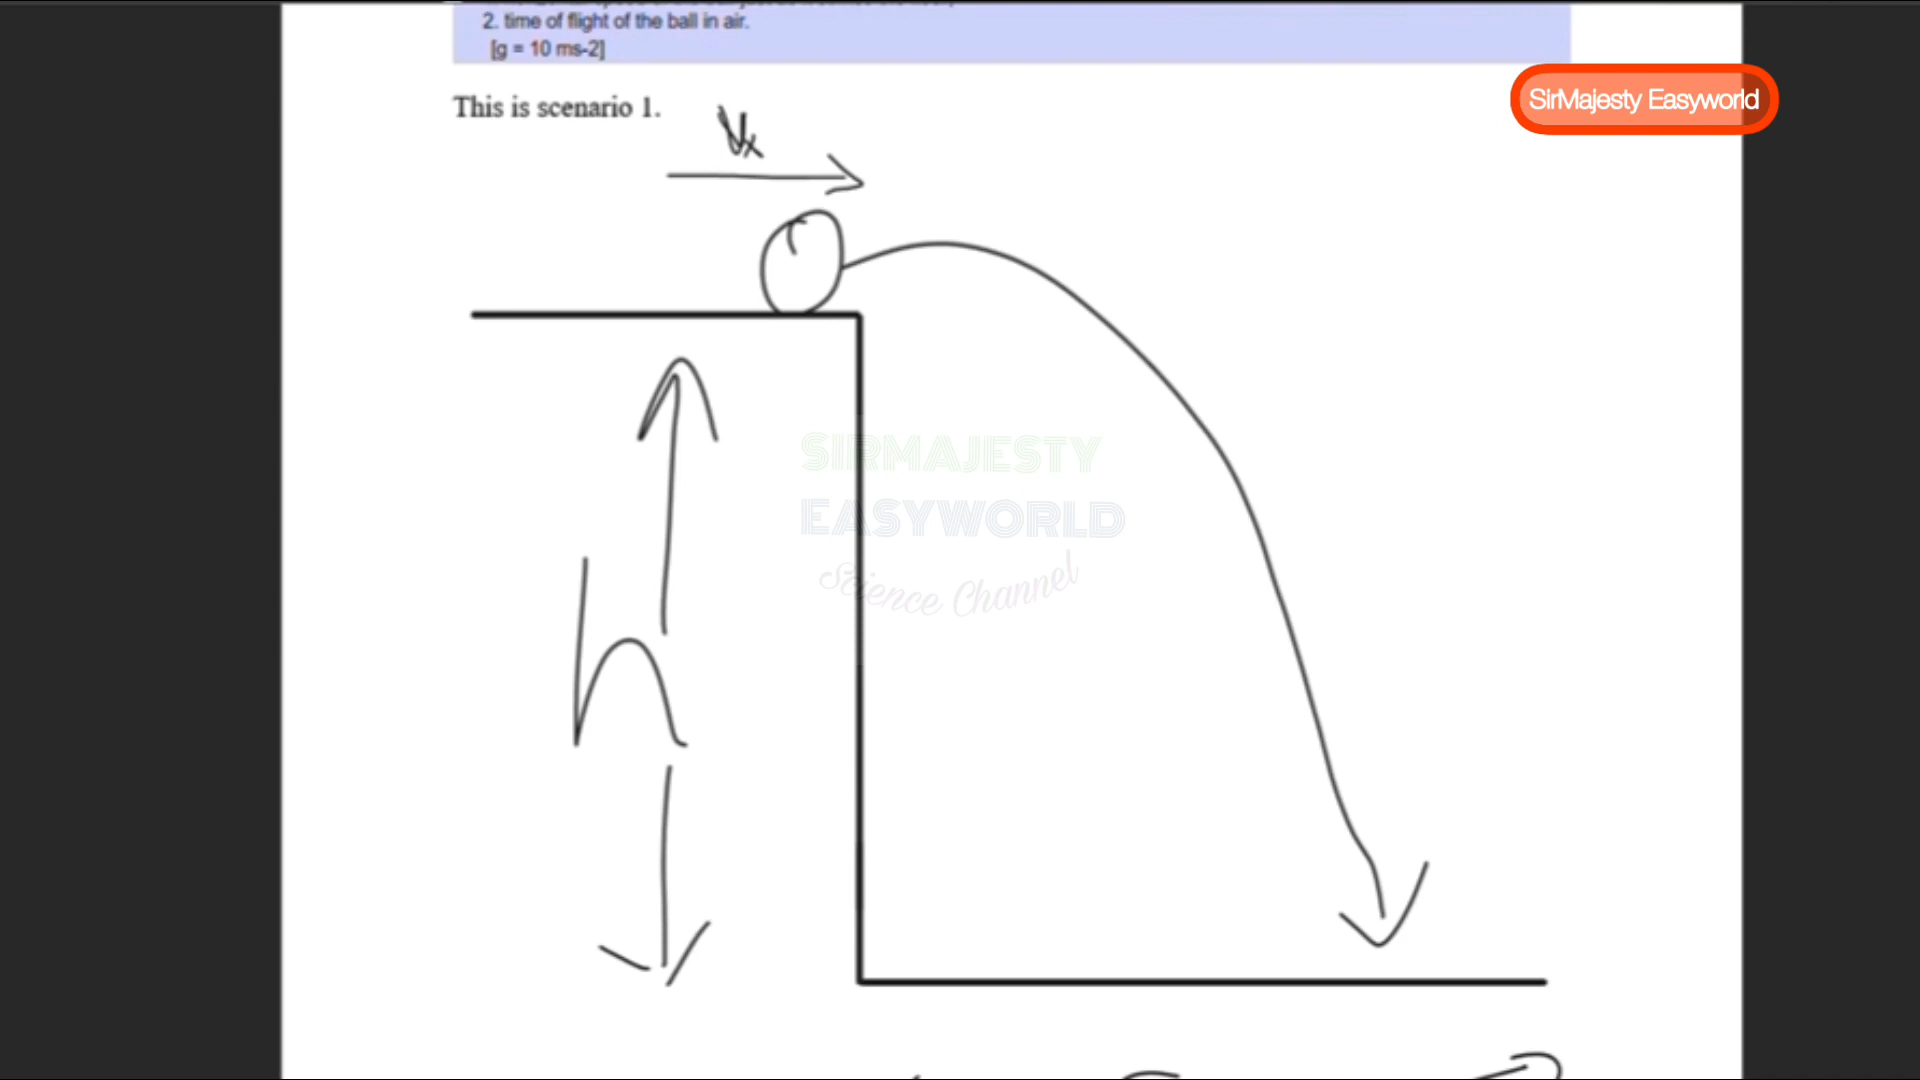 2. time of flight of the ball in air.
[g = 10 ms-2]
SirMajesty Easyworld
This is scenario 1.
SIRMAJESTY
EASYWORLD
Science Channel
h